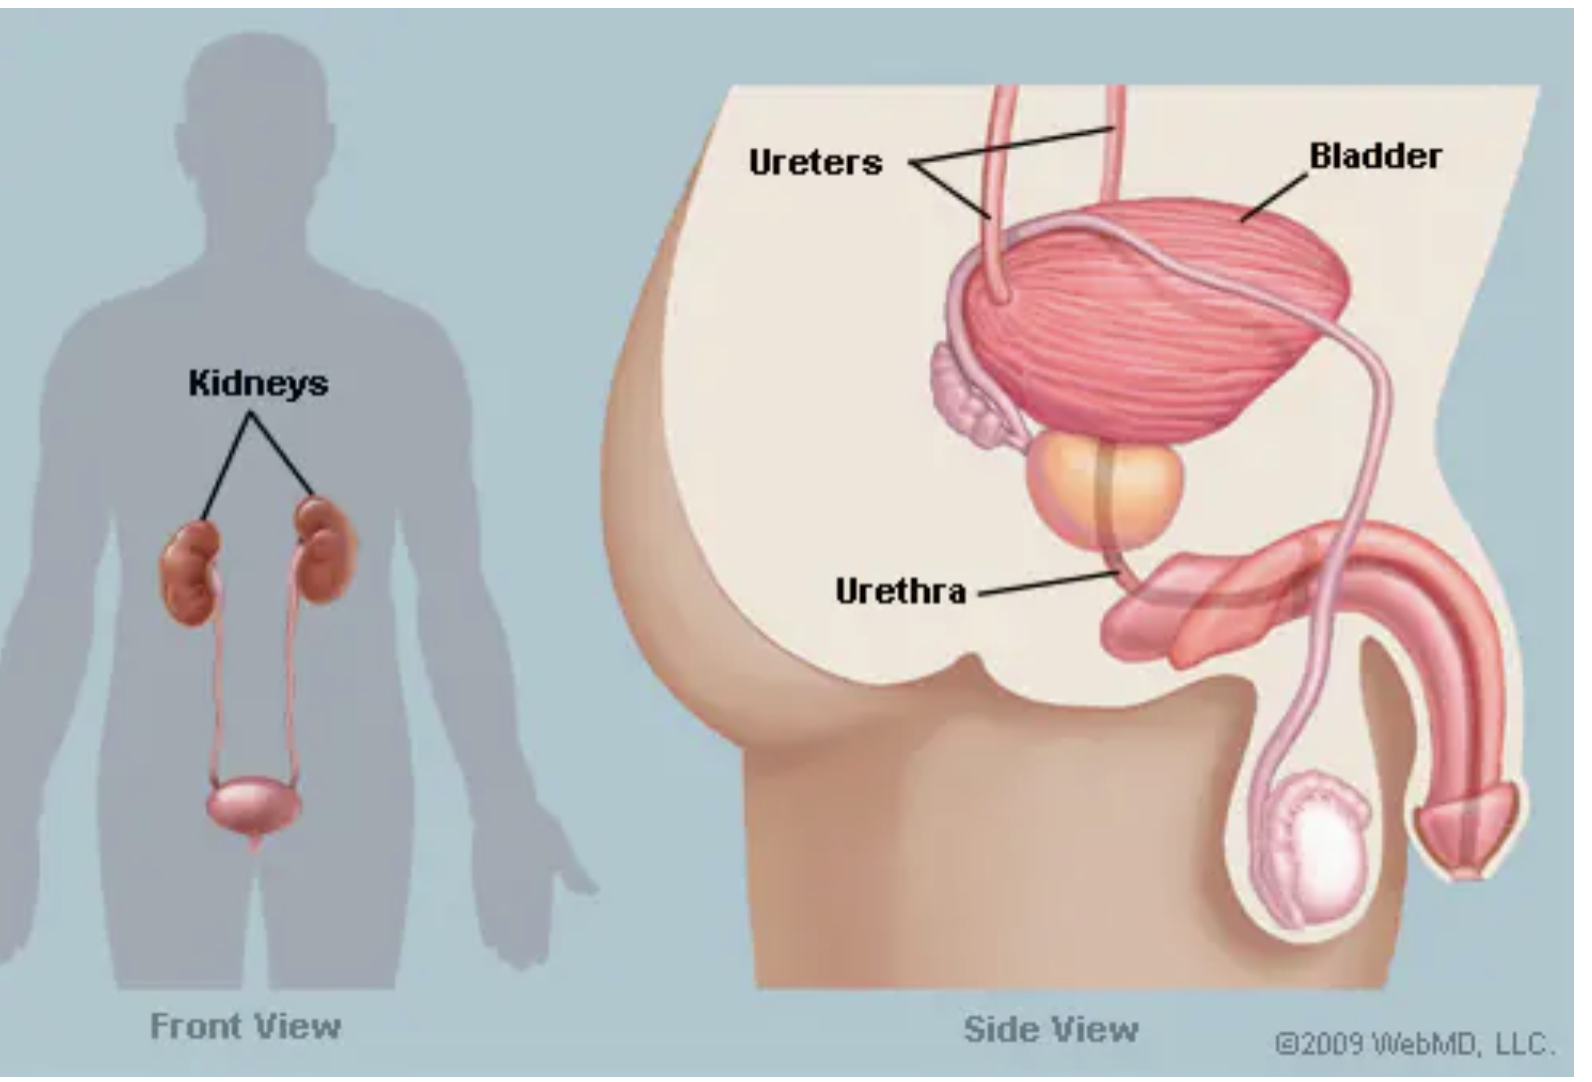 Ureters
Bladder
Kidneys
Urethra
Front View
Side View
©2009 WebMD, LLC.